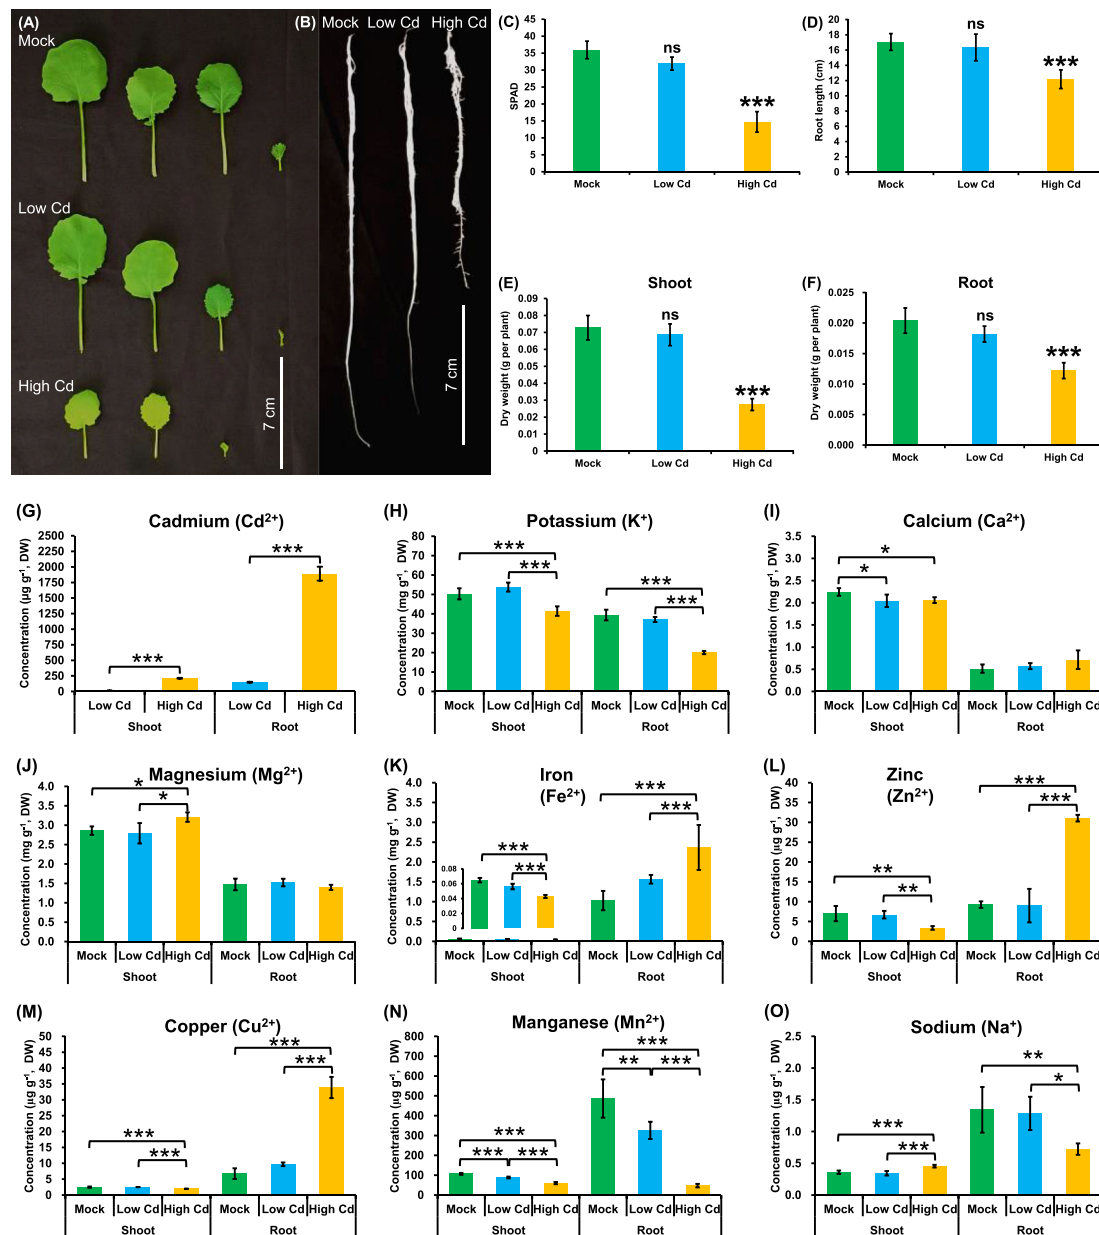 (A)
Mock
Low Cd
High Cd
7 cm
(B)
Mock Low Cd High Cd
7 cm
(C)
SPAD
45
40
35
30
25
20
15
10
5
0
ns
***
Mock Low Cd High Cd
(D)
Root length (cm)
20
18
16
14
12
10
8
6
4
2
0
ns
***
Mock Low Cd High Cd
(E)
Shoot
Dry weight (g per plant)
0.09
0.08
0.07
0.06
0.05
0.04
0.03
0.02
0.01
0
ns
***
Mock Low Cd High Cd
(F)
Root
Dry weight (g per plant)
0.025
0.020
0.015
0.010
0.005
0.000
ns
***
Mock Low Cd High Cd
(G)
Cadmium (Cd²⁺)
Concentration (µg g⁻¹, DW)
2500
2250
2000
1750
1500
1250
1000
750
500
250
0
***
***
Low Cd High Cd Low Cd High Cd
Shoot Root
(H)
Potassium (K⁺)
Concentration (mg g⁻¹, DW)
80
70
60
50
40
30
20
10
0
***
***
***
***
Mock Low Cd High Cd Mock Low Cd High Cd
Shoot Root
(I)
Calcium (Ca²⁺)
Concentration (mg g⁻¹, DW)
3.5
3.0
2.5
2.0
1.5
1.0
0.5
0.0
*
*
Mock Low Cd High Cd Mock Low Cd High Cd
Shoot Root
(J)
Magnesium (Mg²⁺)
Concentration (mg g⁻¹, DW)
4.0
3.5
3.0
2.5
2.0
1.5
1.0
0.5
0.0
*
*
Mock Low Cd High Cd Mock Low Cd High Cd
Shoot Root
(K)
Iron
(Fe²⁺)
Concentration (mg g⁻¹, DW)
4.0
3.5
3.0
2.5
2.0
1.5
1.0
0.5
0.0
0.08
0.06
0.04
0.02
0
***
***
***
***
Mock Low Cd High Cd Mock Low Cd High Cd
Shoot Root
(L)
Zinc
(Zn²⁺)
Concentration (µg g⁻¹, DW)
40
35
30
25
20
15
10
5
0
**
**
***
***
Mock Low Cd High Cd Mock Low Cd High Cd
Shoot Root
(M)
Copper (Cu²⁺)
Concentration (µg g⁻¹, DW)
50
45
40
35
30
25
20
15
10
5
0
***
***
***
***
Mock Low Cd High Cd Mock Low Cd High Cd
Shoot Root
(N)
Manganese (Mn²⁺)
Concentration (µg g⁻¹, DW)
800
700
600
500
400
300
200
100
0
***
*** ***
***
** ***
Mock Low Cd High Cd Mock Low Cd High Cd
Shoot Root
(O)
Sodium (Na⁺)
Concentration (µg g⁻¹, DW)
2.5
2.0
1.5
1.0
0.5
0.0
***
***
**
*
Mock Low Cd High Cd Mock Low Cd High Cd
Shoot Root